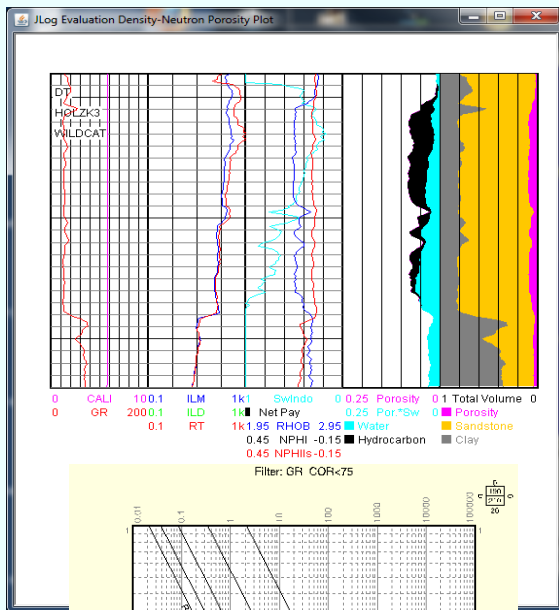 JLog Evaluation Density-Neutron Porosity Plot
DT
HOLZK3
WILDCAT
0 CALI 10 0.1 ILM 1k 1 SwIndo 0 0.25 Porosity 0 1 Total Volume 0
0 GR 200 0.1 ILD 1k Net Pay 0.25 Por.*Sw 0 Porosity
0.1 RT 1k 1.95 RHOB 2.95 Water Sandstone
0.45 NPHI -0.15 Hydrocarbon Clay
0.45 NPHIls -0.15
Filter: GR_COR<75
0.01 0.1 1 10 100 1000 10000 100000
1 1